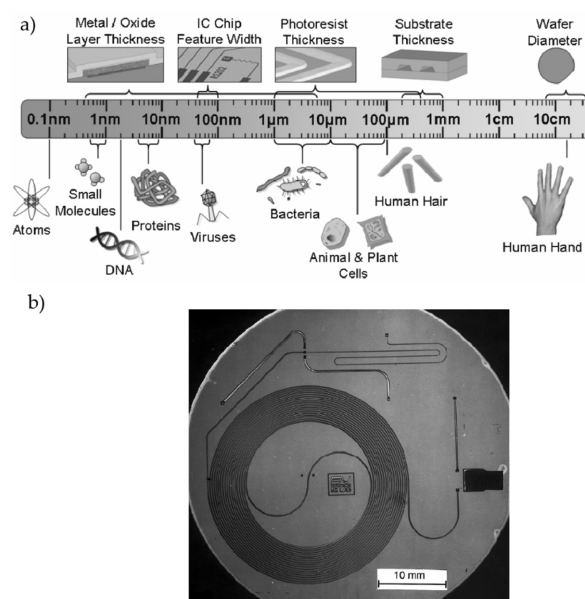 a)
Metal / Oxide
Layer Thickness
IC Chip
Feature Width
Photoresist
Thickness
Substrate
Thickness
Wafer
Diameter
0.1nm 1nm 10nm 100nm 1µm 10µm 100µm 1mm 1cm 10cm
Atoms
Small
Molecules
DNA
Proteins
Viruses
Bacteria
Animal & Plant
Cells
Human Hair
Human Hand
b)
10 mm